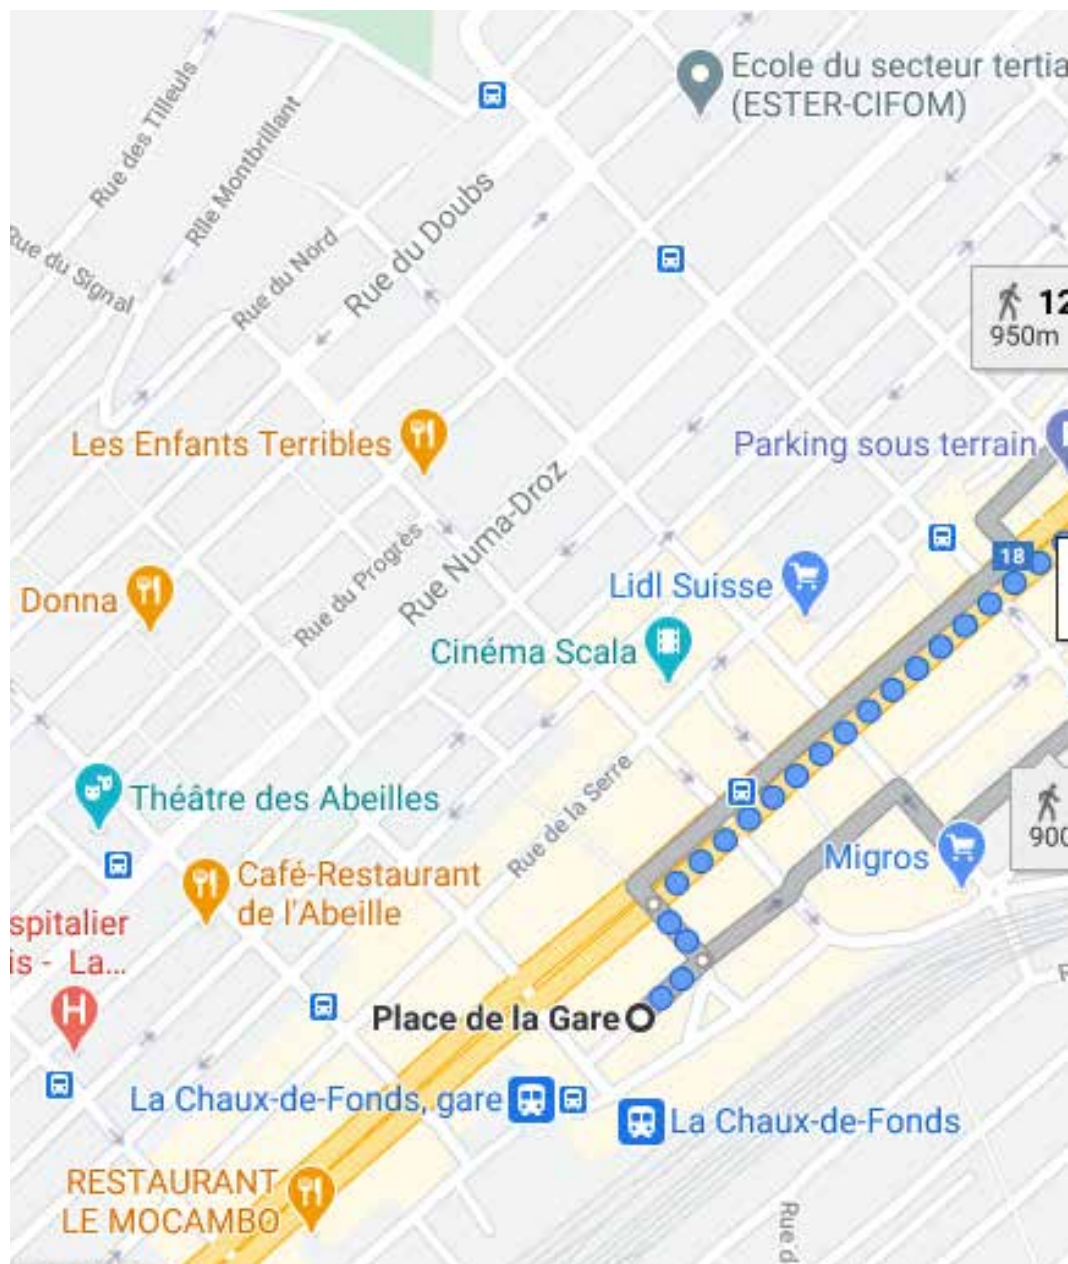 Ecole du secteur tertia
(ESTER-CIFOM)
Rue des Tilleuls
Rlle Montbrillant
Rue du Doubs
Rue du Signal
Rue du Nord
12
950m
Les Enfants Terribles
Parking sous terrain
Rue Numa-Droz
Rue du Progrès
18
Donna
Lidl Suisse
Cinéma Scala
Théâtre des Abeilles
Rue de la Serre
900
Migros
Café-Restaurant
de l'Abeille
spitalier
is - La...
H
Place de la Gare
La Chaux-de-Fonds, gare
La Chaux-de-Fonds
RESTAURANT
LE MOCAMBO
Rue d